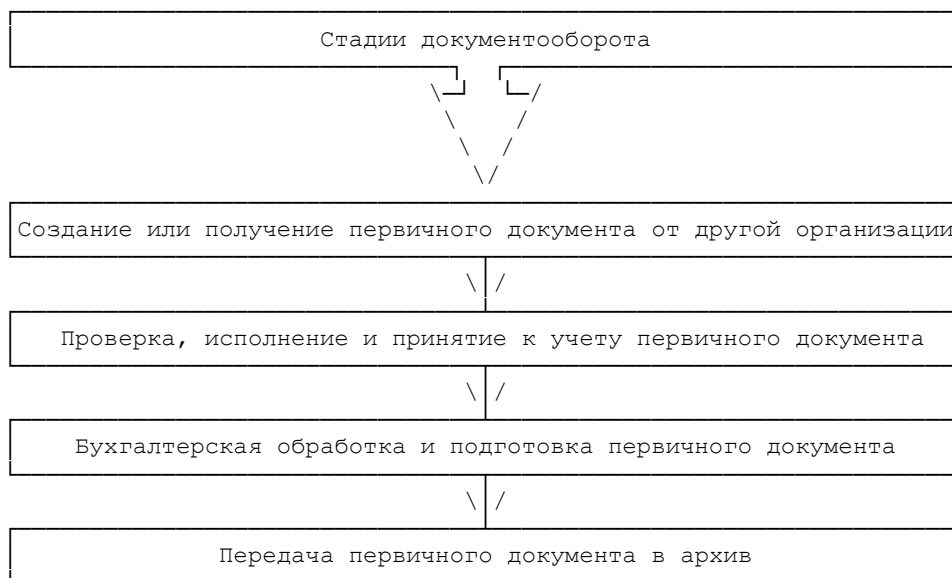 Стадии документооборота
Создание или получение первичного документа от другой организации
Проверка, исполнение и принятие к учету первичного документа
Бухгалтерская обработка и подготовка первичного документа
Передача первичного документа в архив